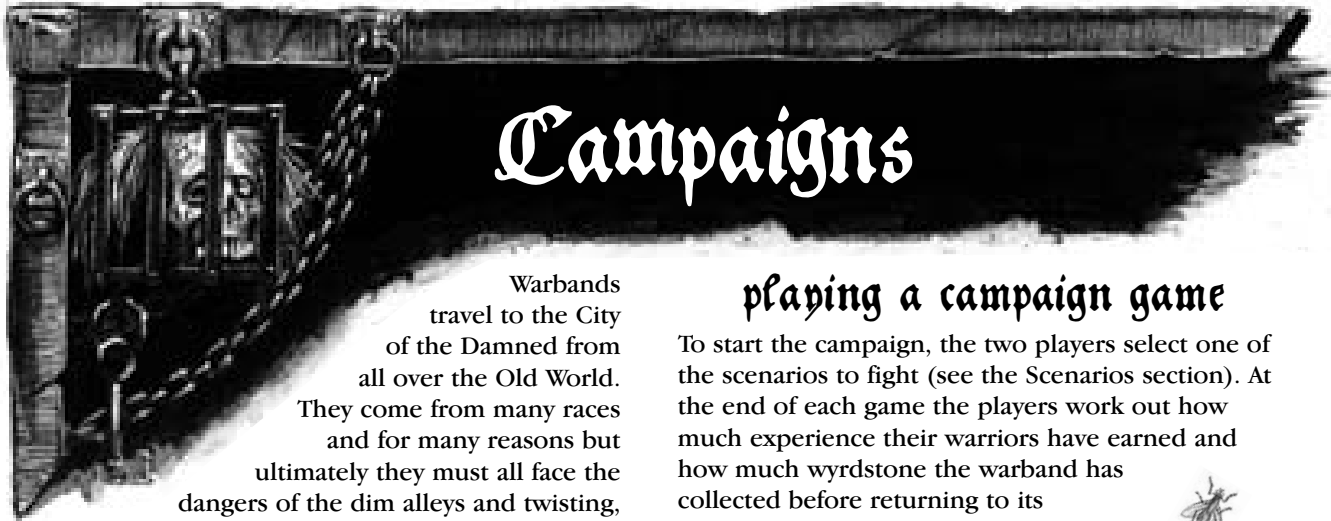 Campaigns
Warbands
travel to the City
of the Damned from
all over the Old World.
They come from many races
and for many reasons but
ultimately they must all face the
dangers of the dim alleys and twisting,
playing a campaign game
To start the campaign, the two players select one of
the scenarios to fight (see the Scenarios section). At
the end of each game the players work out how
much experience their warriors have earned and
how much wyrdstone the warband has
collected before returning to its